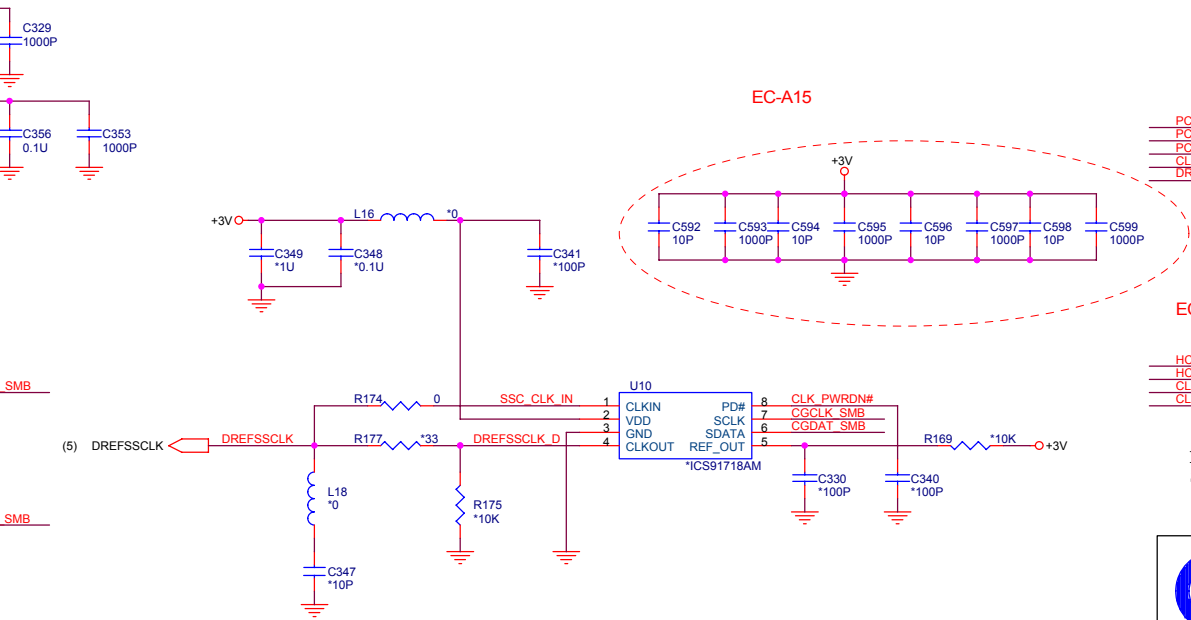 C329
1000P
EC-A15
C356
0.1U
C353
1000P
+3V
L16
*0
+3V
C349
*1U
C348
*0.1U
C341
*100P
C592
10P
C593
1000P
C594
10P
C595
1000P
C596
10P
C597
1000P
C598
10P
C599
1000P
PC
PC
PC
CL
DR
EC
HC
HC
CL
CL
SMB
U10
R174
0
SSC_CLK_IN
1
CLKIN
PD#
8
CLK_PWRDN#
2
VDD
SCLK
7
CGCLK_SMB
3
GND
SDATA
6
CGDAT_SMB
(5)
DREFSSCLK
DREFSSCLK
R177
*33
DREFSSCLK_D
4
CLKOUT
REF_OUT
5
R169
*10K
+3V
*ICS91718AM
L18
*0
R175
*10K
C330
*100P
C340
*100P
SMB
C347
*10P